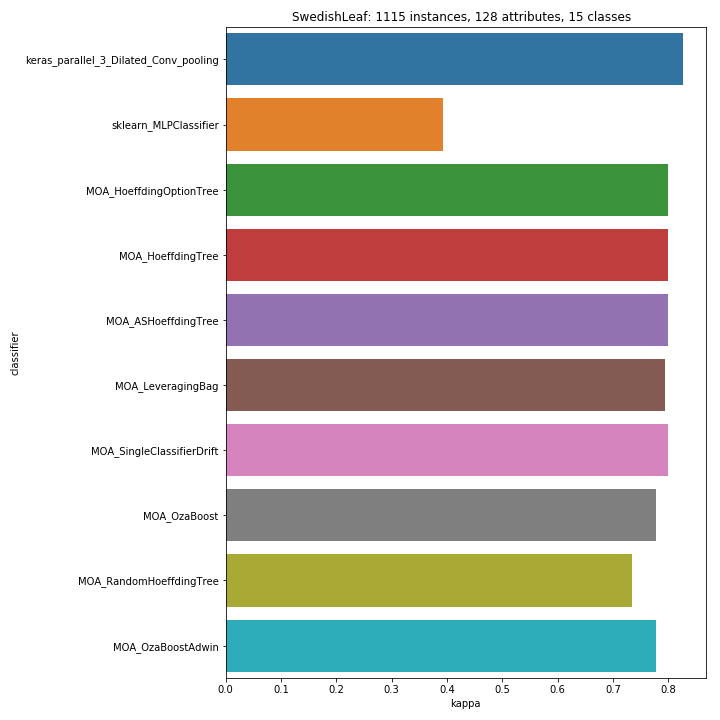 SwedishLeaf: 1115 instances, 128 attributes, 15 classes
keras_parallel_3_Dilated_Conv_pooling
sklearn_MLPClassifier
MOA_HoeffdingOptionTree
MOA_HoeffdingTree
MOA_ASHoeffdingTree
MOA_LeveragingBag
MOA_SingleClassifierDrift
MOA_OzaBoost
MOA_RandomHoeffdingTree
MOA_OzaBoostAdwin
classifier
0.0 0.1 0.2 0.3 0.4 0.5 0.6 0.7 0.8
kappa